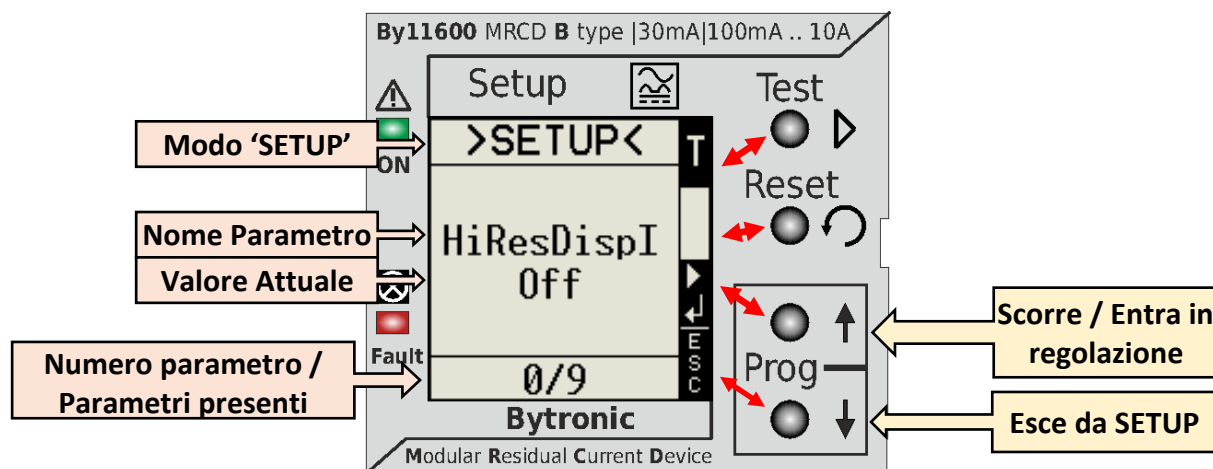 By11600 MRCD B type |30mA|100mA .. 10A
Setup
Test
Modo ‘SETUP’
>SETUP<
T
ON
Reset
Nome Parametro
HiResDispI
Valore Attuale
Off
Scorre / Entra in
regolazione
Numero parametro /
Parametri presenti
Fault
0/9
ESC
Prog
Esce da SETUP
Bytronic
Modular Residual Current Device